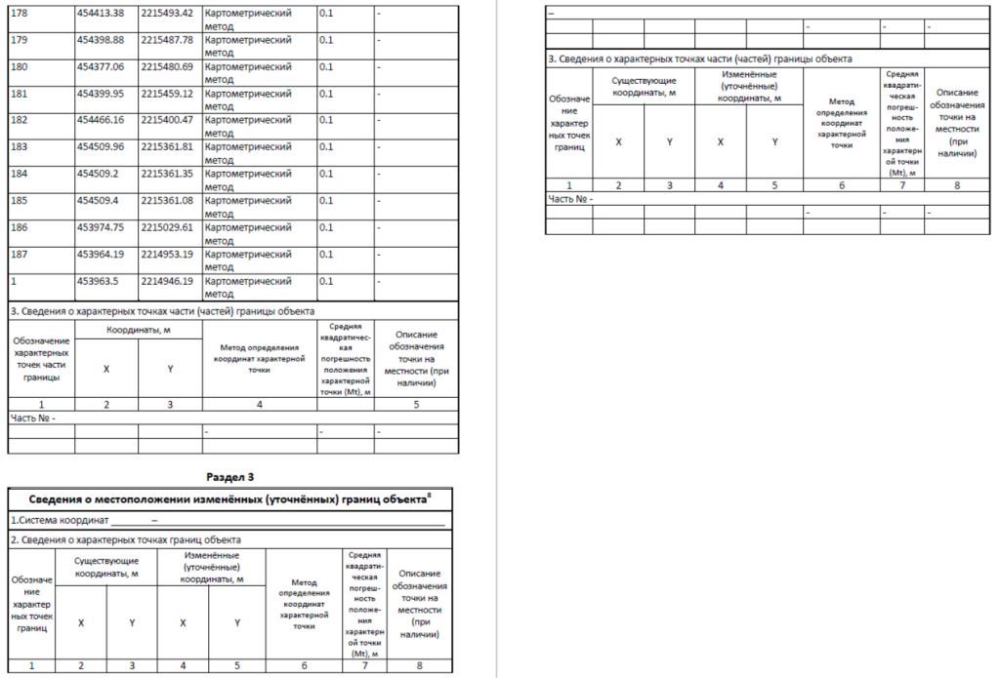 178 454413.38 2215493.42 Картометрический 0.1 -
метод
179 454398.88 2215487.78 Картометрический 0.1 -
метод
180 454377.06 2215480.69 Картометрический 0.1 -
метод
181 454399.95 2215459.12 Картометрический 0.1 -
метод
182 454466.16 2215400.47 Картометрический 0.1 -
метод
183 454509.96 2215361.81 Картометрический 0.1 -
метод
184 454509.2 2215361.35 Картометрический 0.1 -
метод
185 454509.4 2215361.08 Картометрический 0.1 -
метод
186 453974.75 2215029.61 Картометрический 0.1 -
метод
187 453964.19 2214953.19 Картометрический 0.1 -
метод
1 453963.5 2214946.19 Картометрический 0.1 -
метод
3. Сведения о характерных точках части (частей) границы объекта
Обозначение
характерных
точек части
границы
Координаты, м
X Y
Метод определения
координат характерной
точки
Средняя
квадратичес-
кая
погрешность
положения
характерной
точки (Mt), м
Описание
обозначения
точки на
местности (при
наличии)
1 2 3 4 5
Часть № -
- - -
Раздел 3
Сведения о местоположении изменённых (уточнённых) границ объекта8
1.Система координат –
2. Сведения о характерных точках границ объекта
Обозначе
ние
характер
ных точек
границ
Существующие
координаты, м
X Y
Изменённые
(уточнённые)
координаты, м
X Y
Метод
определения
координат
характерной
точки
Средняя
квадрати-
ческая
погреш-
ность
положе-
ния
характерн
ой точки
(Mt), м
Описание
обозначения
точки на
местности
(при
наличии)
1 2 3 4 5 6 7 8
–
- - -
3. Сведения о характерных точках части (частей) границы объекта
Обозначе
ние
характер
ных точек
границ
Существующие
координаты, м
X Y
Изменённые
(уточнённые)
координаты, м
X Y
Метод
определения
координат
характерной
точки
Средняя
квадрати-
ческая
погреш-
ность
положе-
ния
характерн
ой точки
(Mt), м
Описание
обозначения
точки на
местности
(при
наличии)
1 2 3 4 5 6 7 8
Часть № -
- - -